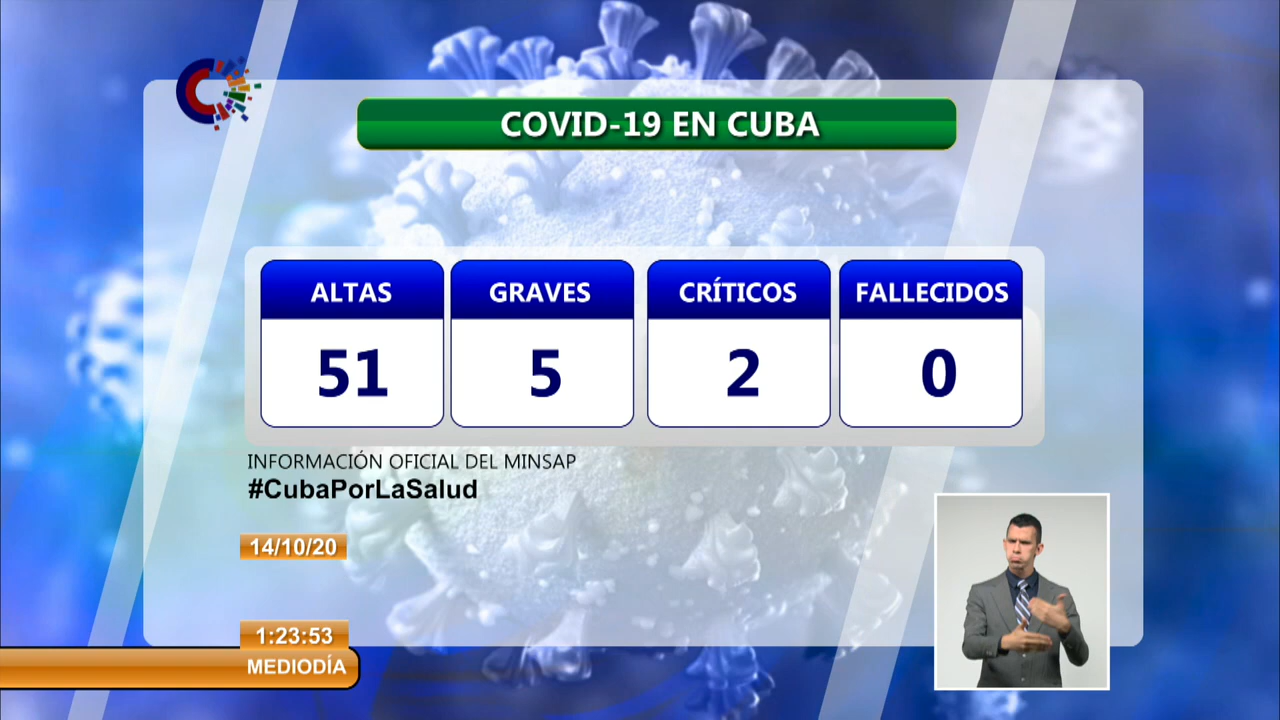 COVID-19 EN CUBA
ALTAS GRAVES CRÍTICOS FALLECIDOS
51 5 2 0
INFORMACIÓN OFICIAL DEL MINSAP
#CubaPorLaSalud
14/10/20
1:23:53
MEDIODÍA